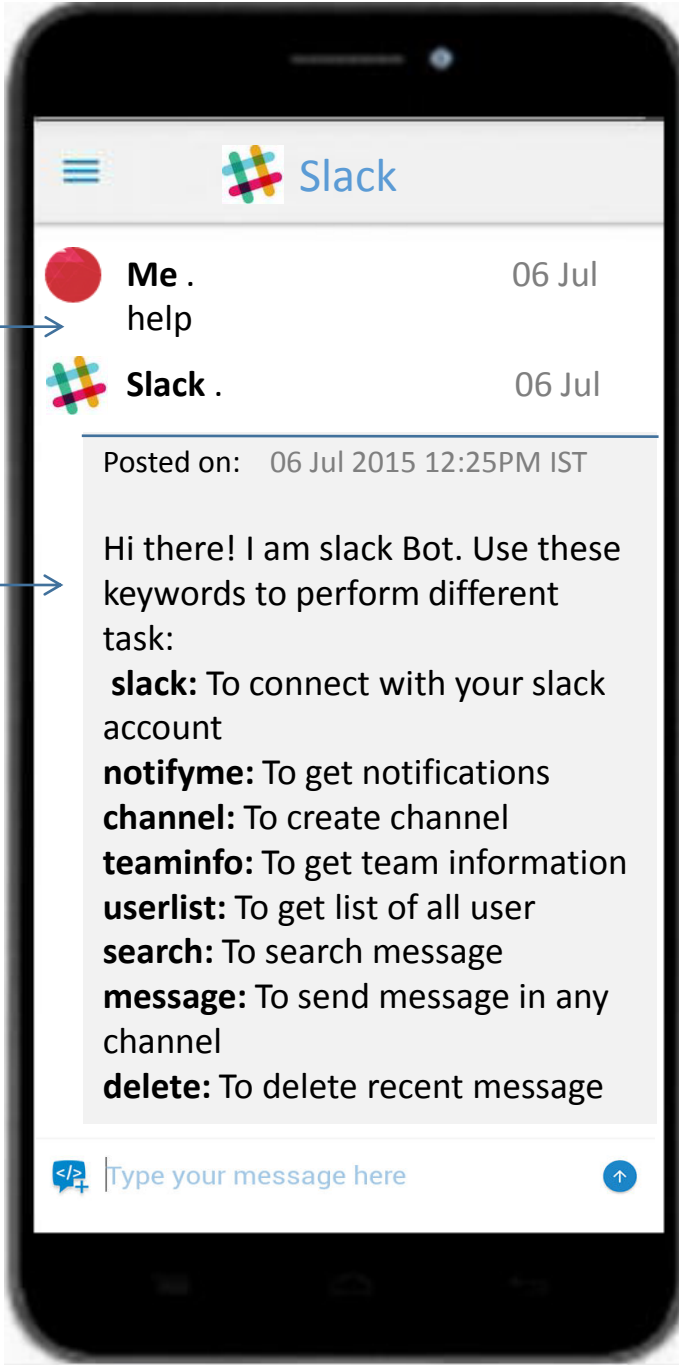 Slack
Me . 06 Jul
help
Slack . 06 Jul
Posted on: 06 Jul 2015 12:25PM IST
Hi there! I am slack Bot. Use these
keywords to perform different
task:
slack: To connect with your slack
account
notifyme: To get notifications
channel: To create channel
teaminfo: To get team information
userlist: To get list of all user
search: To search message
message: To send message in any
channel
delete: To delete recent message
Type your message here